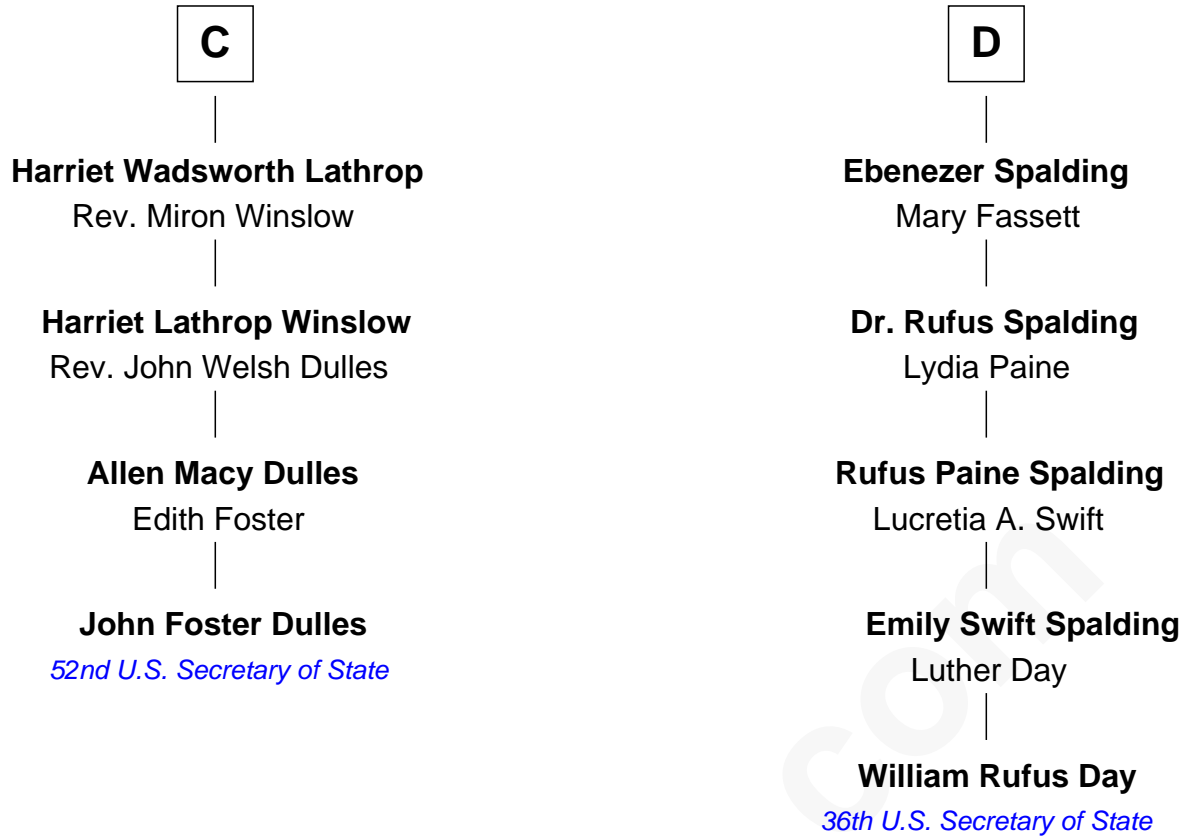 C
Harriet Wadsworth Lathrop
Rev. Miron Winslow
Harriet Lathrop Winslow
Rev. John Welsh Dulles
Allen Macy Dulles
Edith Foster
John Foster Dulles
52nd U.S. Secretary of State
D
Ebenezer Spalding
Mary Fassett
Dr. Rufus Spalding
Lydia Paine
Rufus Paine Spalding
Lucretia A. Swift
Emily Swift Spalding
Luther Day
William Rufus Day
36th U.S. Secretary of State
com